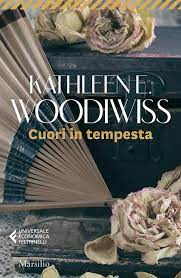 KATHLEEN E.
WOODIWISS
Cuori in tempesta
UNIVERSALE
ECONOMICA
FELTRINELLI
Marsilio